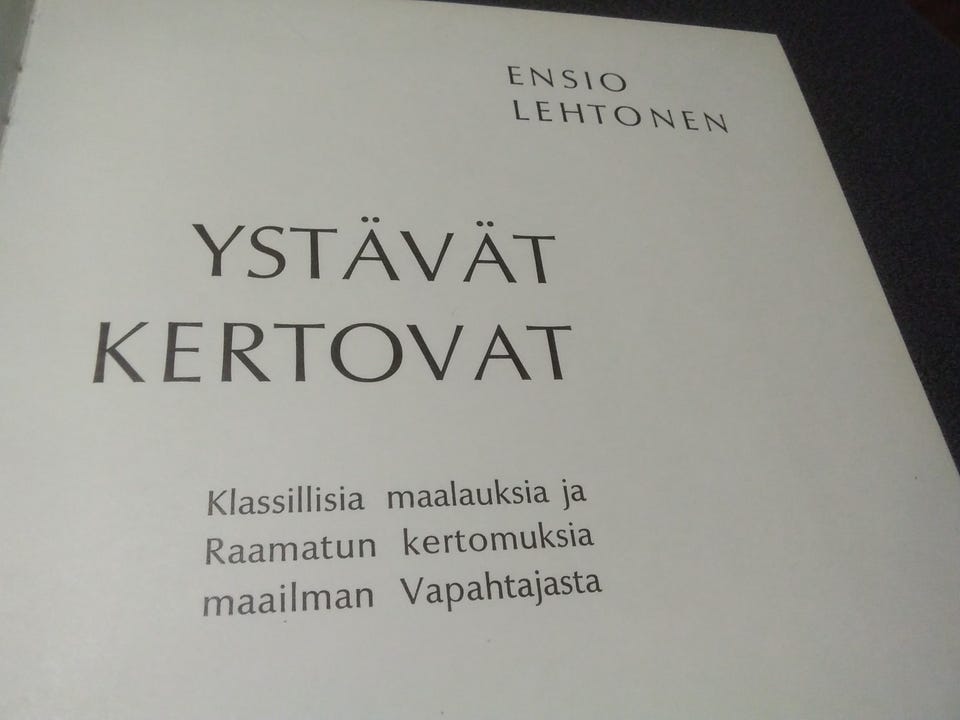 ENSIO
LEHTONEN
YSTÄVÄT
KERTOVAT
Klassillisia maalauksia ja
Raamatun kertomuksia
maailman Vapahtajasta